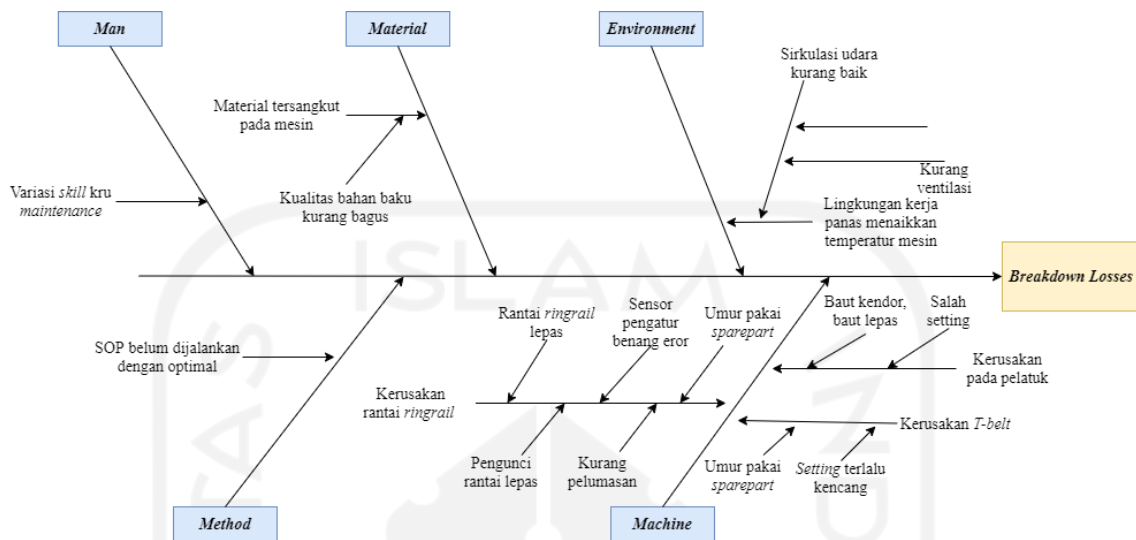 Man
Material
Environment
Sirkulasi udara
kurang baik
Material tersangkut
pada mesin
Kurang
ventilasi
Variasi skill kru
maintenance
Kualitas bahan baku
kurang bagus
Lingkungan kerja
panas menaikkan
temperatur mesin
ISLAM
Breakdown Losses
Rantai ringrail
lepas
Sensor
pengatur
benang eror
Umur pakai
sparepart
Baut kendor,
baut lepas
Salah
setting
SOP belum dijalankan
dengan optimal
Kerusakan
pada pelatuk
Kerusakan
rantai ringrail
Kerusakan T-belt
Pengunci
rantai lepas
Kurang
pelumasan
Umur pakai
sparepart
Setting terlalu
kencang
Method
Machine